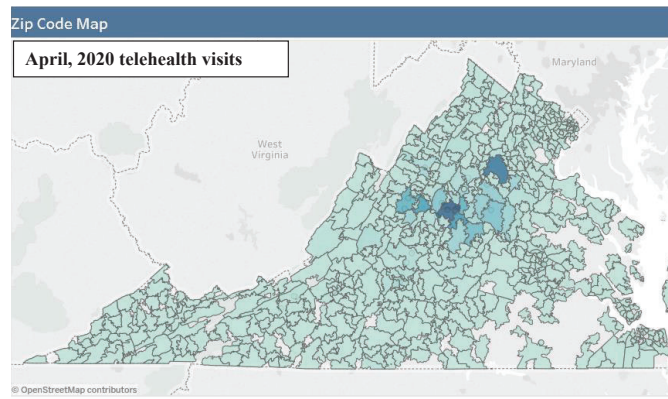 Zip Code Map
April, 2020 telehealth visits
Maryland
West
Virginia
© OpenStreetMap contributors